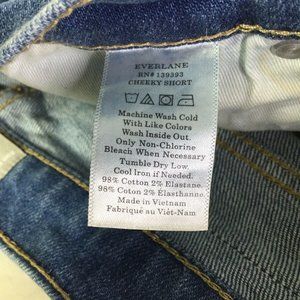 EVERLANE
RN# 139393
CHEEKY SHORT
Machine Wash Cold
With Like Colors
Wash Inside Out.
Only Non-Chlorine
Bleach When Necessary
Tumble Dry Low
Cool Iron if Needed.
98% Cotton 2% Elastane.
98% Coton 2% Elasthanne.
Made in Vietnam
Fabriqué au Viêt-Nam